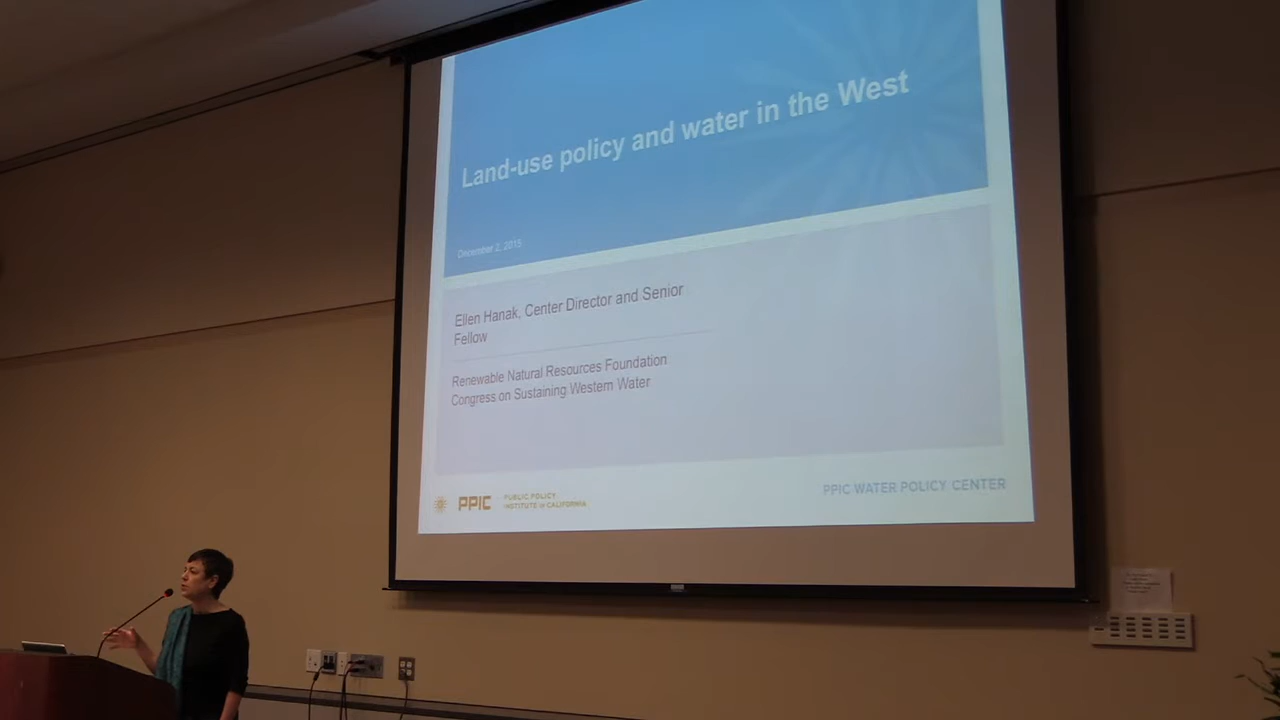 Land-use policy and water in the West
December 2, 2015
Ellen Hanak, Center Director and Senior
Fellow
Renewable Natural Resources Foundation
Congress on Sustaining Western Water
PPIC
PUBLIC POLICY
INSTITUTE OF CALIFORNIA
PPIC WATER POLICY CENTER